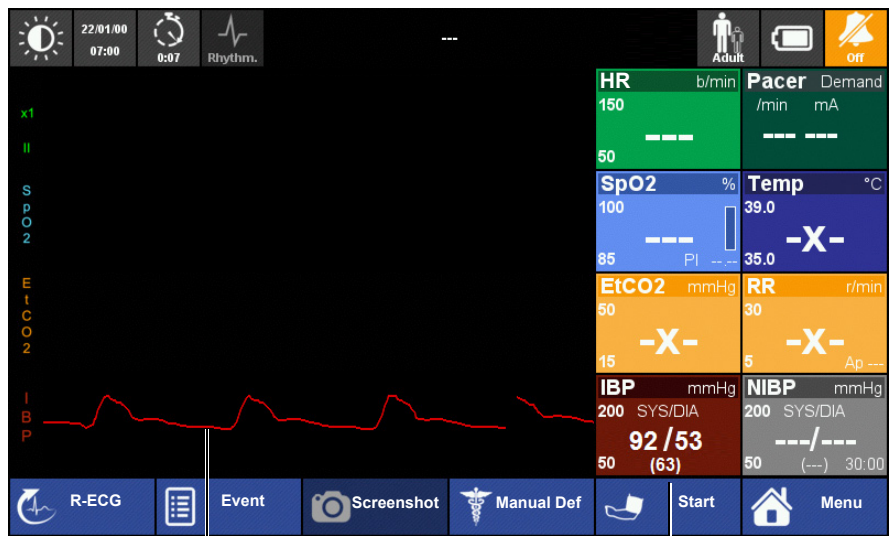 22/01/00
07:00
0:07
Rhythm.
---
Adult
Off
x1
II
SpO2
EtCO2
IBP
HR b/min
150
---
50
Pacer Demand
/min mA
--- ---
SpO2 %
100
---
85 PI --.--
Temp °C
39.0
-X-
35.0
EtCO2 mmHg
50
-X-
15
RR r/min
30
-X-
5 Ap ---
IBP mmHg
200 SYS/DIA
92/53
50 (63)
NIBP mmHg
200 SYS/DIA
---/---
50 (---) 30:00
R-ECG
Event
Screenshot
Manual Def
Start
Menu